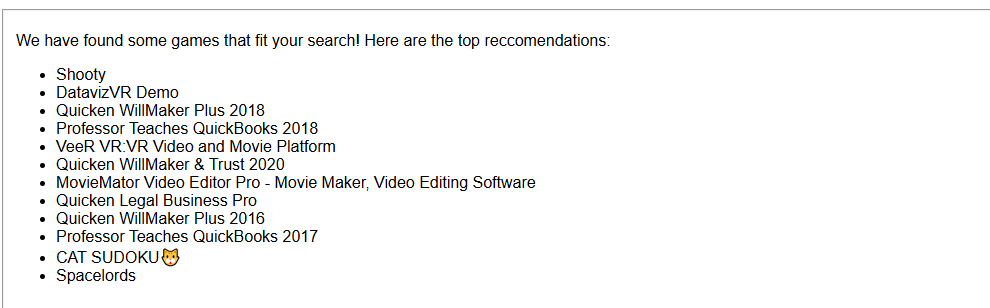 We have found some games that fit your search! Here are the top reccomendations:
• Shooty
• DatavizVR Demo
• Quicken WillMaker Plus 2018
• Professor Teaches QuickBooks 2018
• VeeR VR:VR Video and Movie Platform
• Quicken WillMaker & Trust 2020
• MovieMator Video Editor Pro - Movie Maker, Video Editing Software
• Quicken Legal Business Pro
• Quicken WillMaker Plus 2016
• Professor Teaches QuickBooks 2017
• CAT SUDOKU🐱
• Spacelords